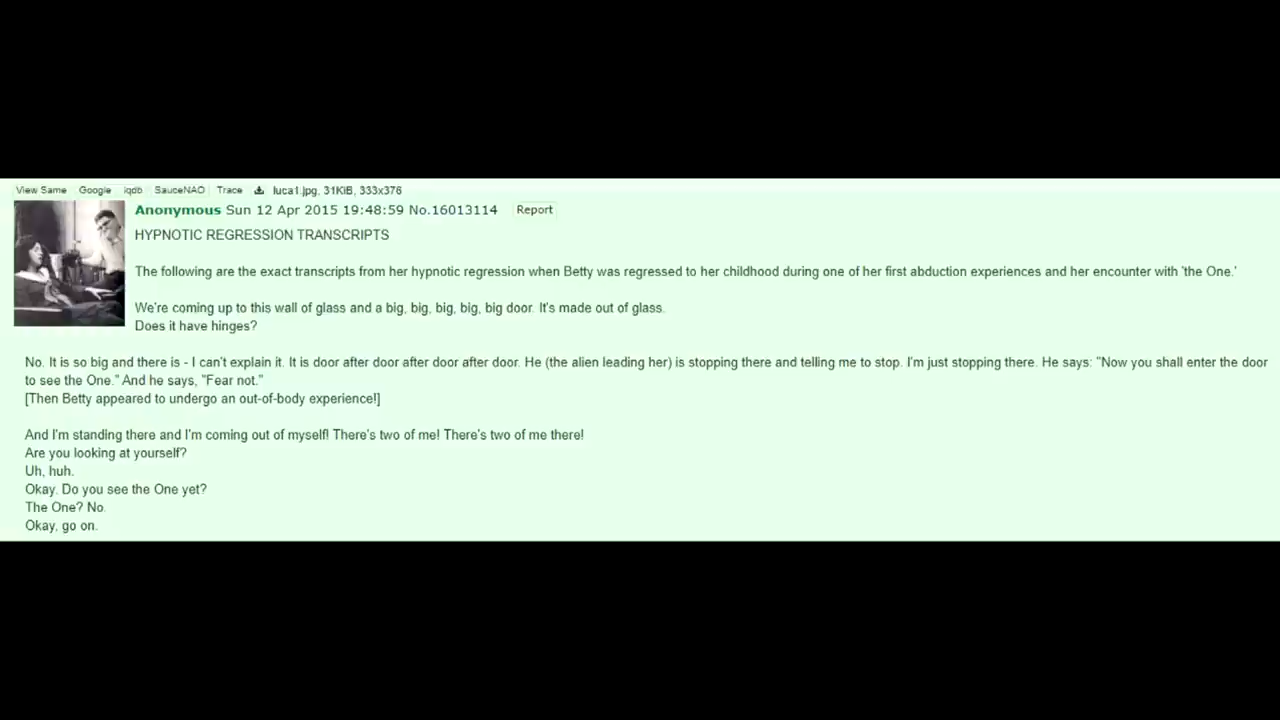 View Same Google iqdb SauceNAO Trace luca1.jpg, 31KiB, 333x376
Anonymous Sun 12 Apr 2015 19:48:59 No.16013114 Report
HYPNOTIC REGRESSION TRANSCRIPTS
The following are the exact transcripts from her hypnotic regression when Betty was regressed to her childhood during one of her first abduction experiences and her encounter with 'the One.'
We're coming up to this wall of glass and a big, big, big, big, big door. It's made out of glass.
Does it have hinges?
No. It is so big and there is - I can't explain it. It is door after door after door after door. He (the alien leading her) is stopping there and telling me to stop. I'm just stopping there. He says: "Now you shall enter the door
to see the One." And he says, "Fear not."
[Then Betty appeared to undergo an out-of-body experience!]
And I'm standing there and I'm coming out of myself! There's two of me! There's two of me there!
Are you looking at yourself?
Uh, huh.
Okay. Do you see the One yet?
The One? No.
Okay, go on.